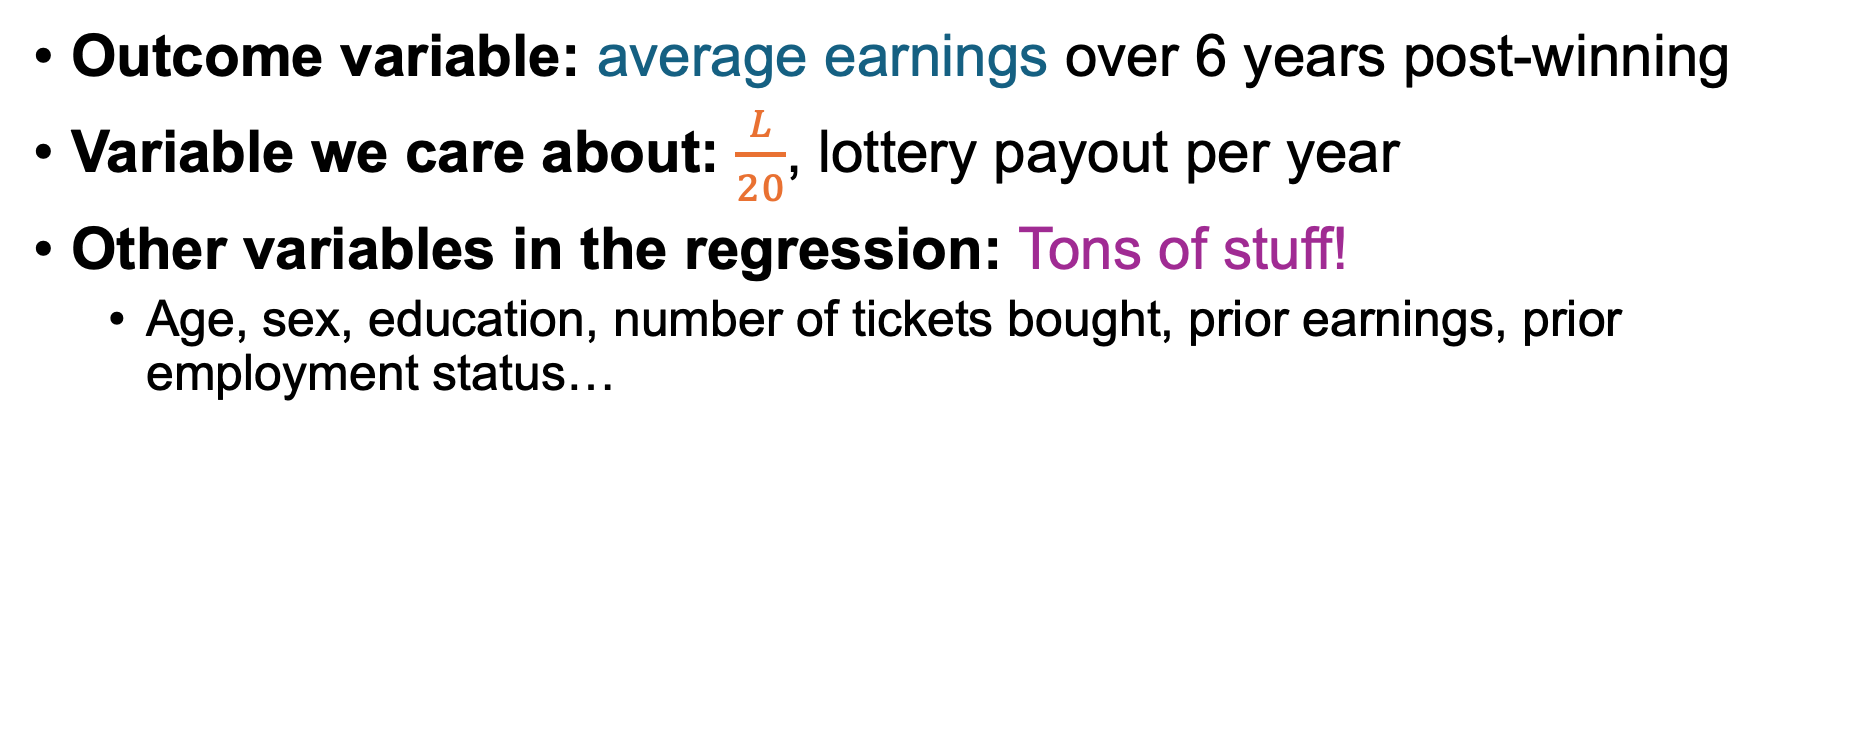 • Outcome variable: average earnings over 6 years post-winning
• Variable we care about: L/20, lottery payout per year
• Other variables in the regression: Tons of stuff!
• Age, sex, education, number of tickets bought, prior earnings, prior
employment status…